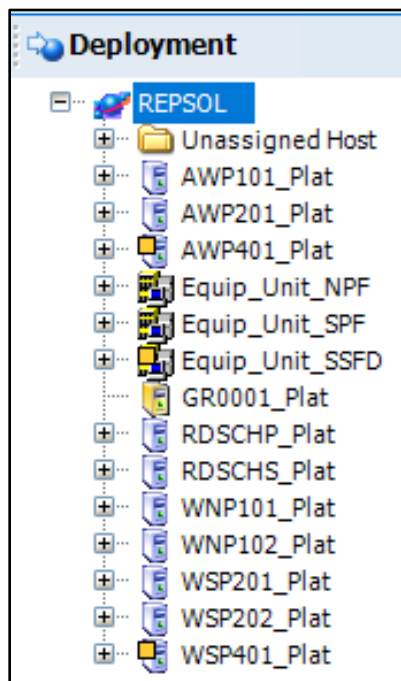 Deployment
REPSOL
Unassigned Host
AWP101_Plat
AWP201_Plat
AWP401_Plat
Equip_Unit_NPF
Equip_Unit_SPF
Equip_Unit_SSFD
GR0001_Plat
RDSCHP_Plat
RDSCHS_Plat
WNP101_Plat
WNP102_Plat
WSP201_Plat
WSP202_Plat
WSP401_Plat